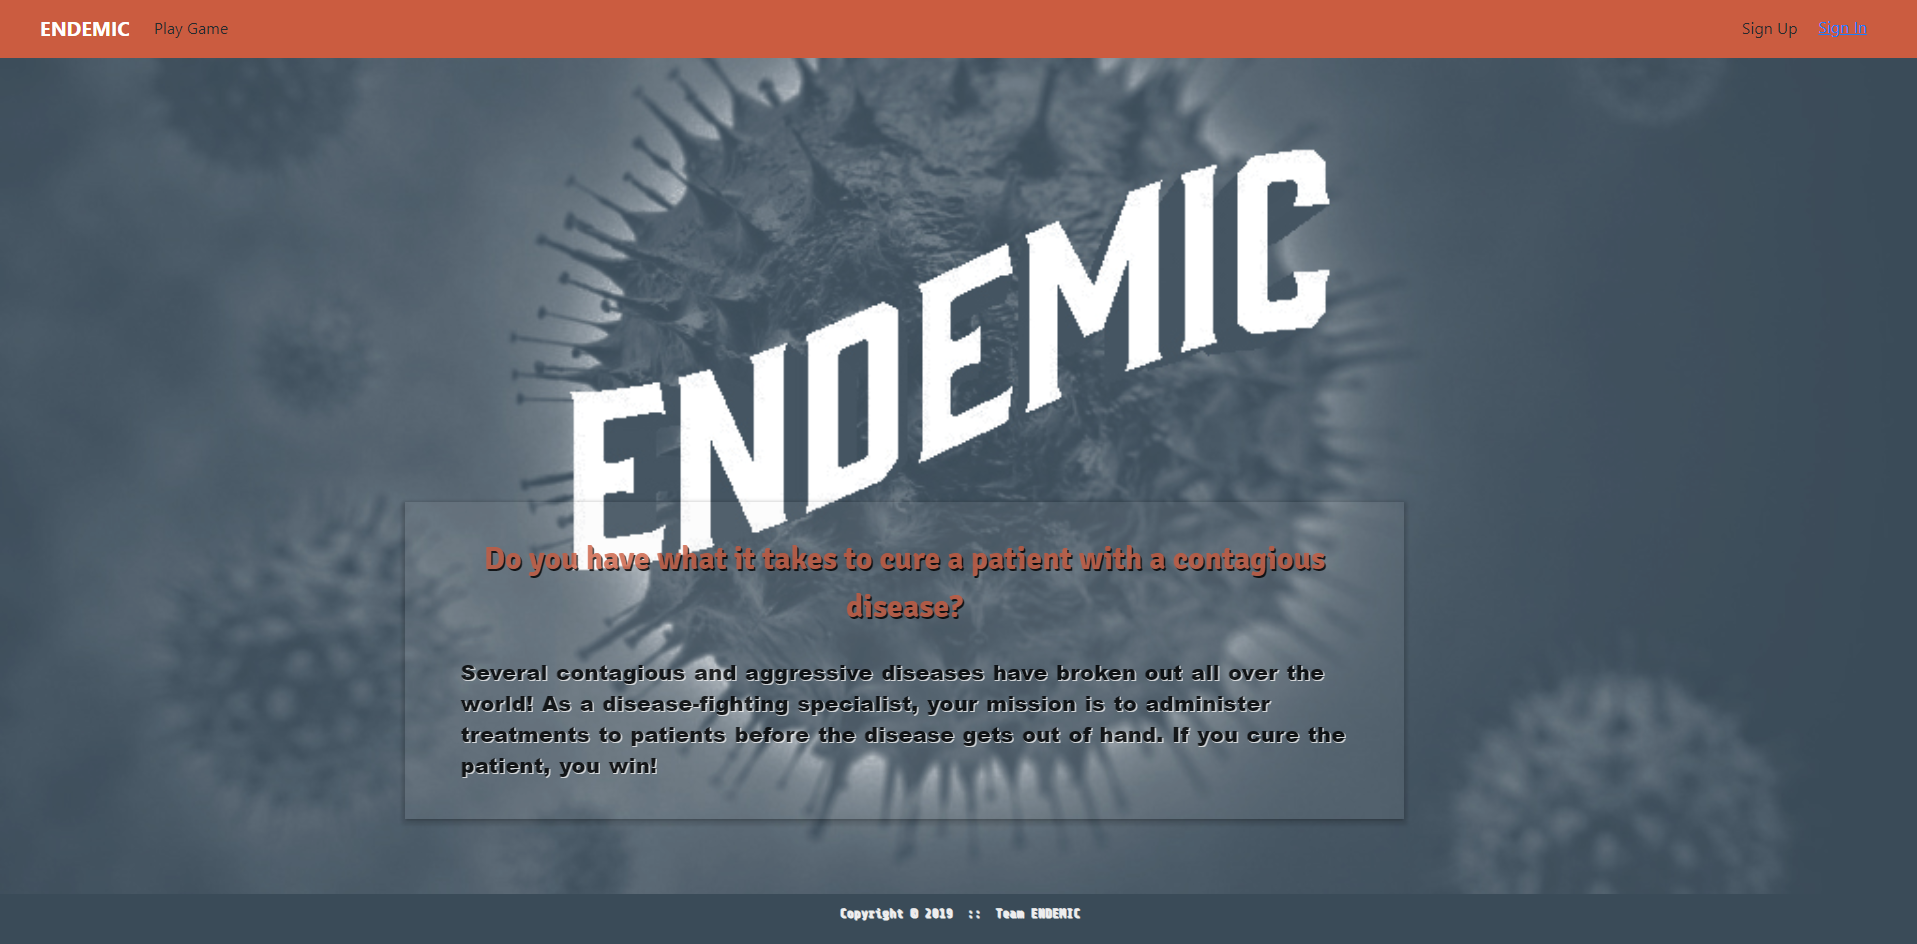 ENDEMIC Play Game Sign Up Sign In
ENDEMIC
Do you have what it takes to cure a patient with a contagious
disease?
Several contagious and aggressive diseases have broken out all over the
world! As a disease-fighting specialist, your mission is to administer
treatments to patients before the disease gets out of hand. If you cure the
patient, you win!
Copyright © 2019 :: Team ENDEMIC